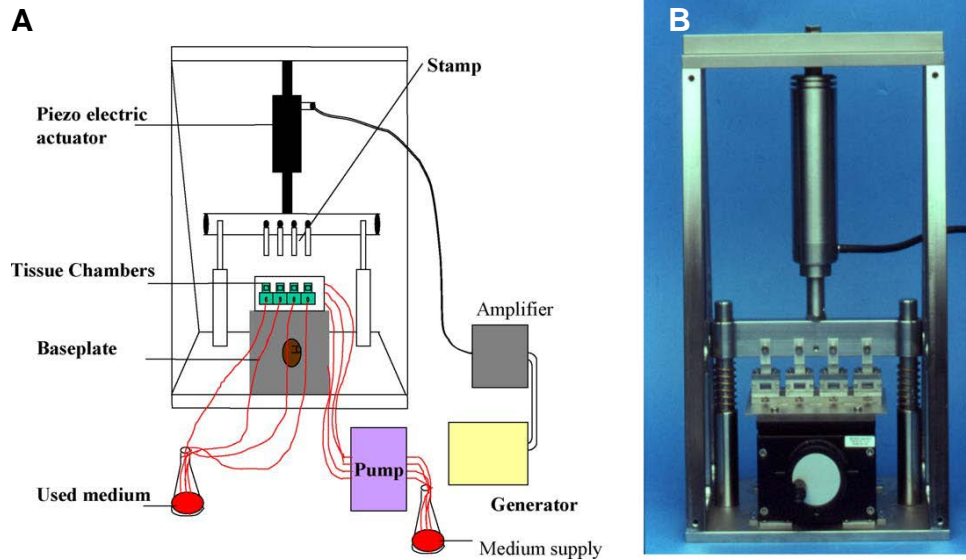 A
B
Stamp
Piezo electric
actuator
Tissue Chambers
Amplifier
Baseplate
Pump
Used medium
Generator
Medium supply